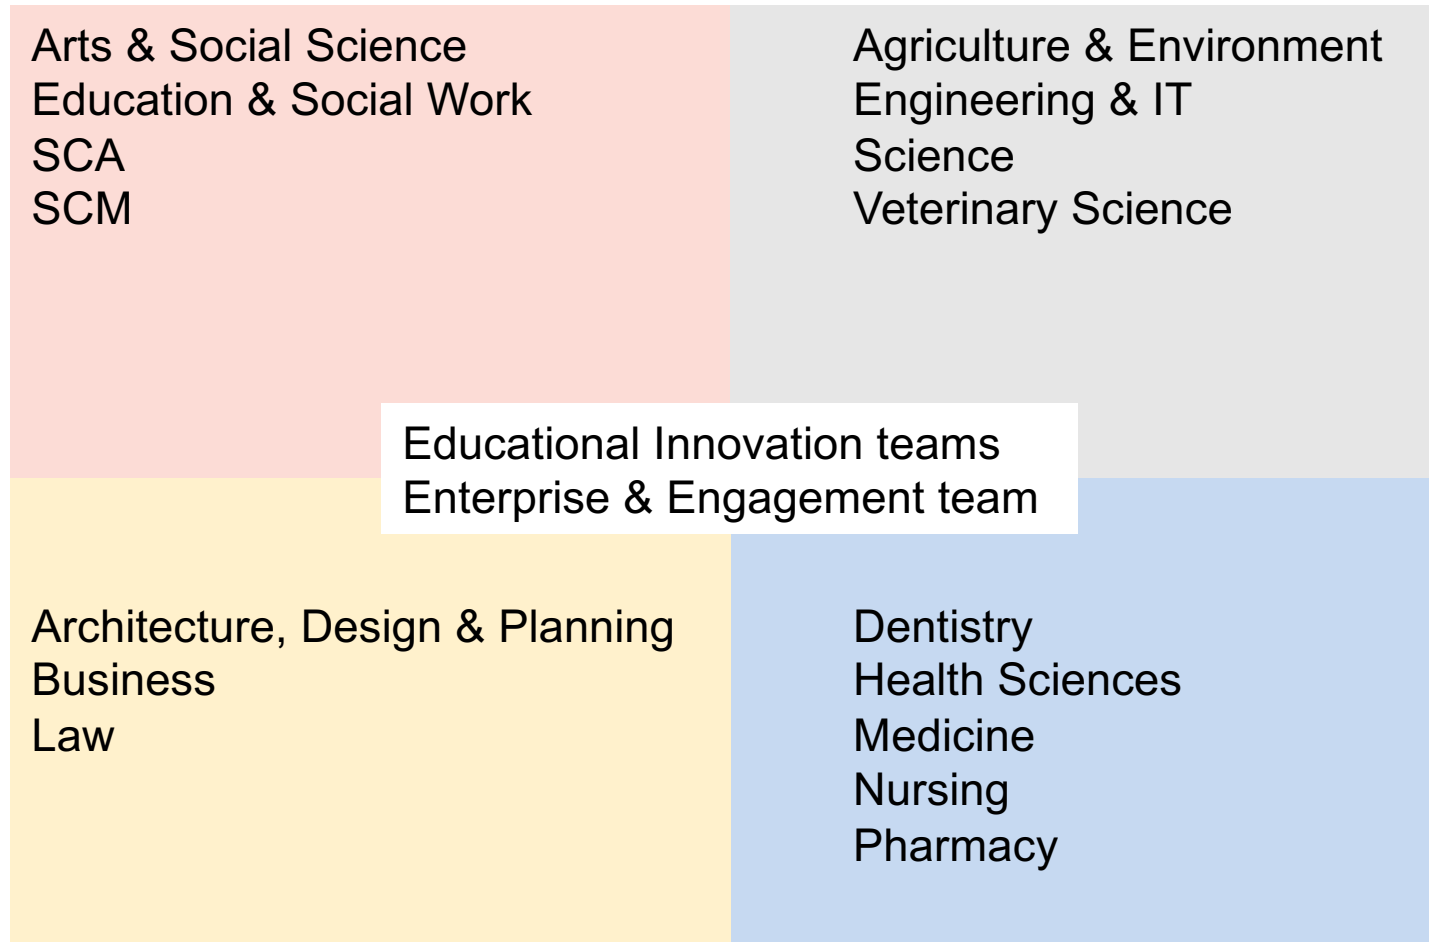 Arts & Social Science
Education & Social Work
SCA
SCM
Agriculture & Environment
Engineering & IT
Science
Veterinary Science
Educational Innovation teams
Enterprise & Engagement team
Architecture, Design & Planning
Business
Law
Dentistry
Health Sciences
Medicine
Nursing
Pharmacy